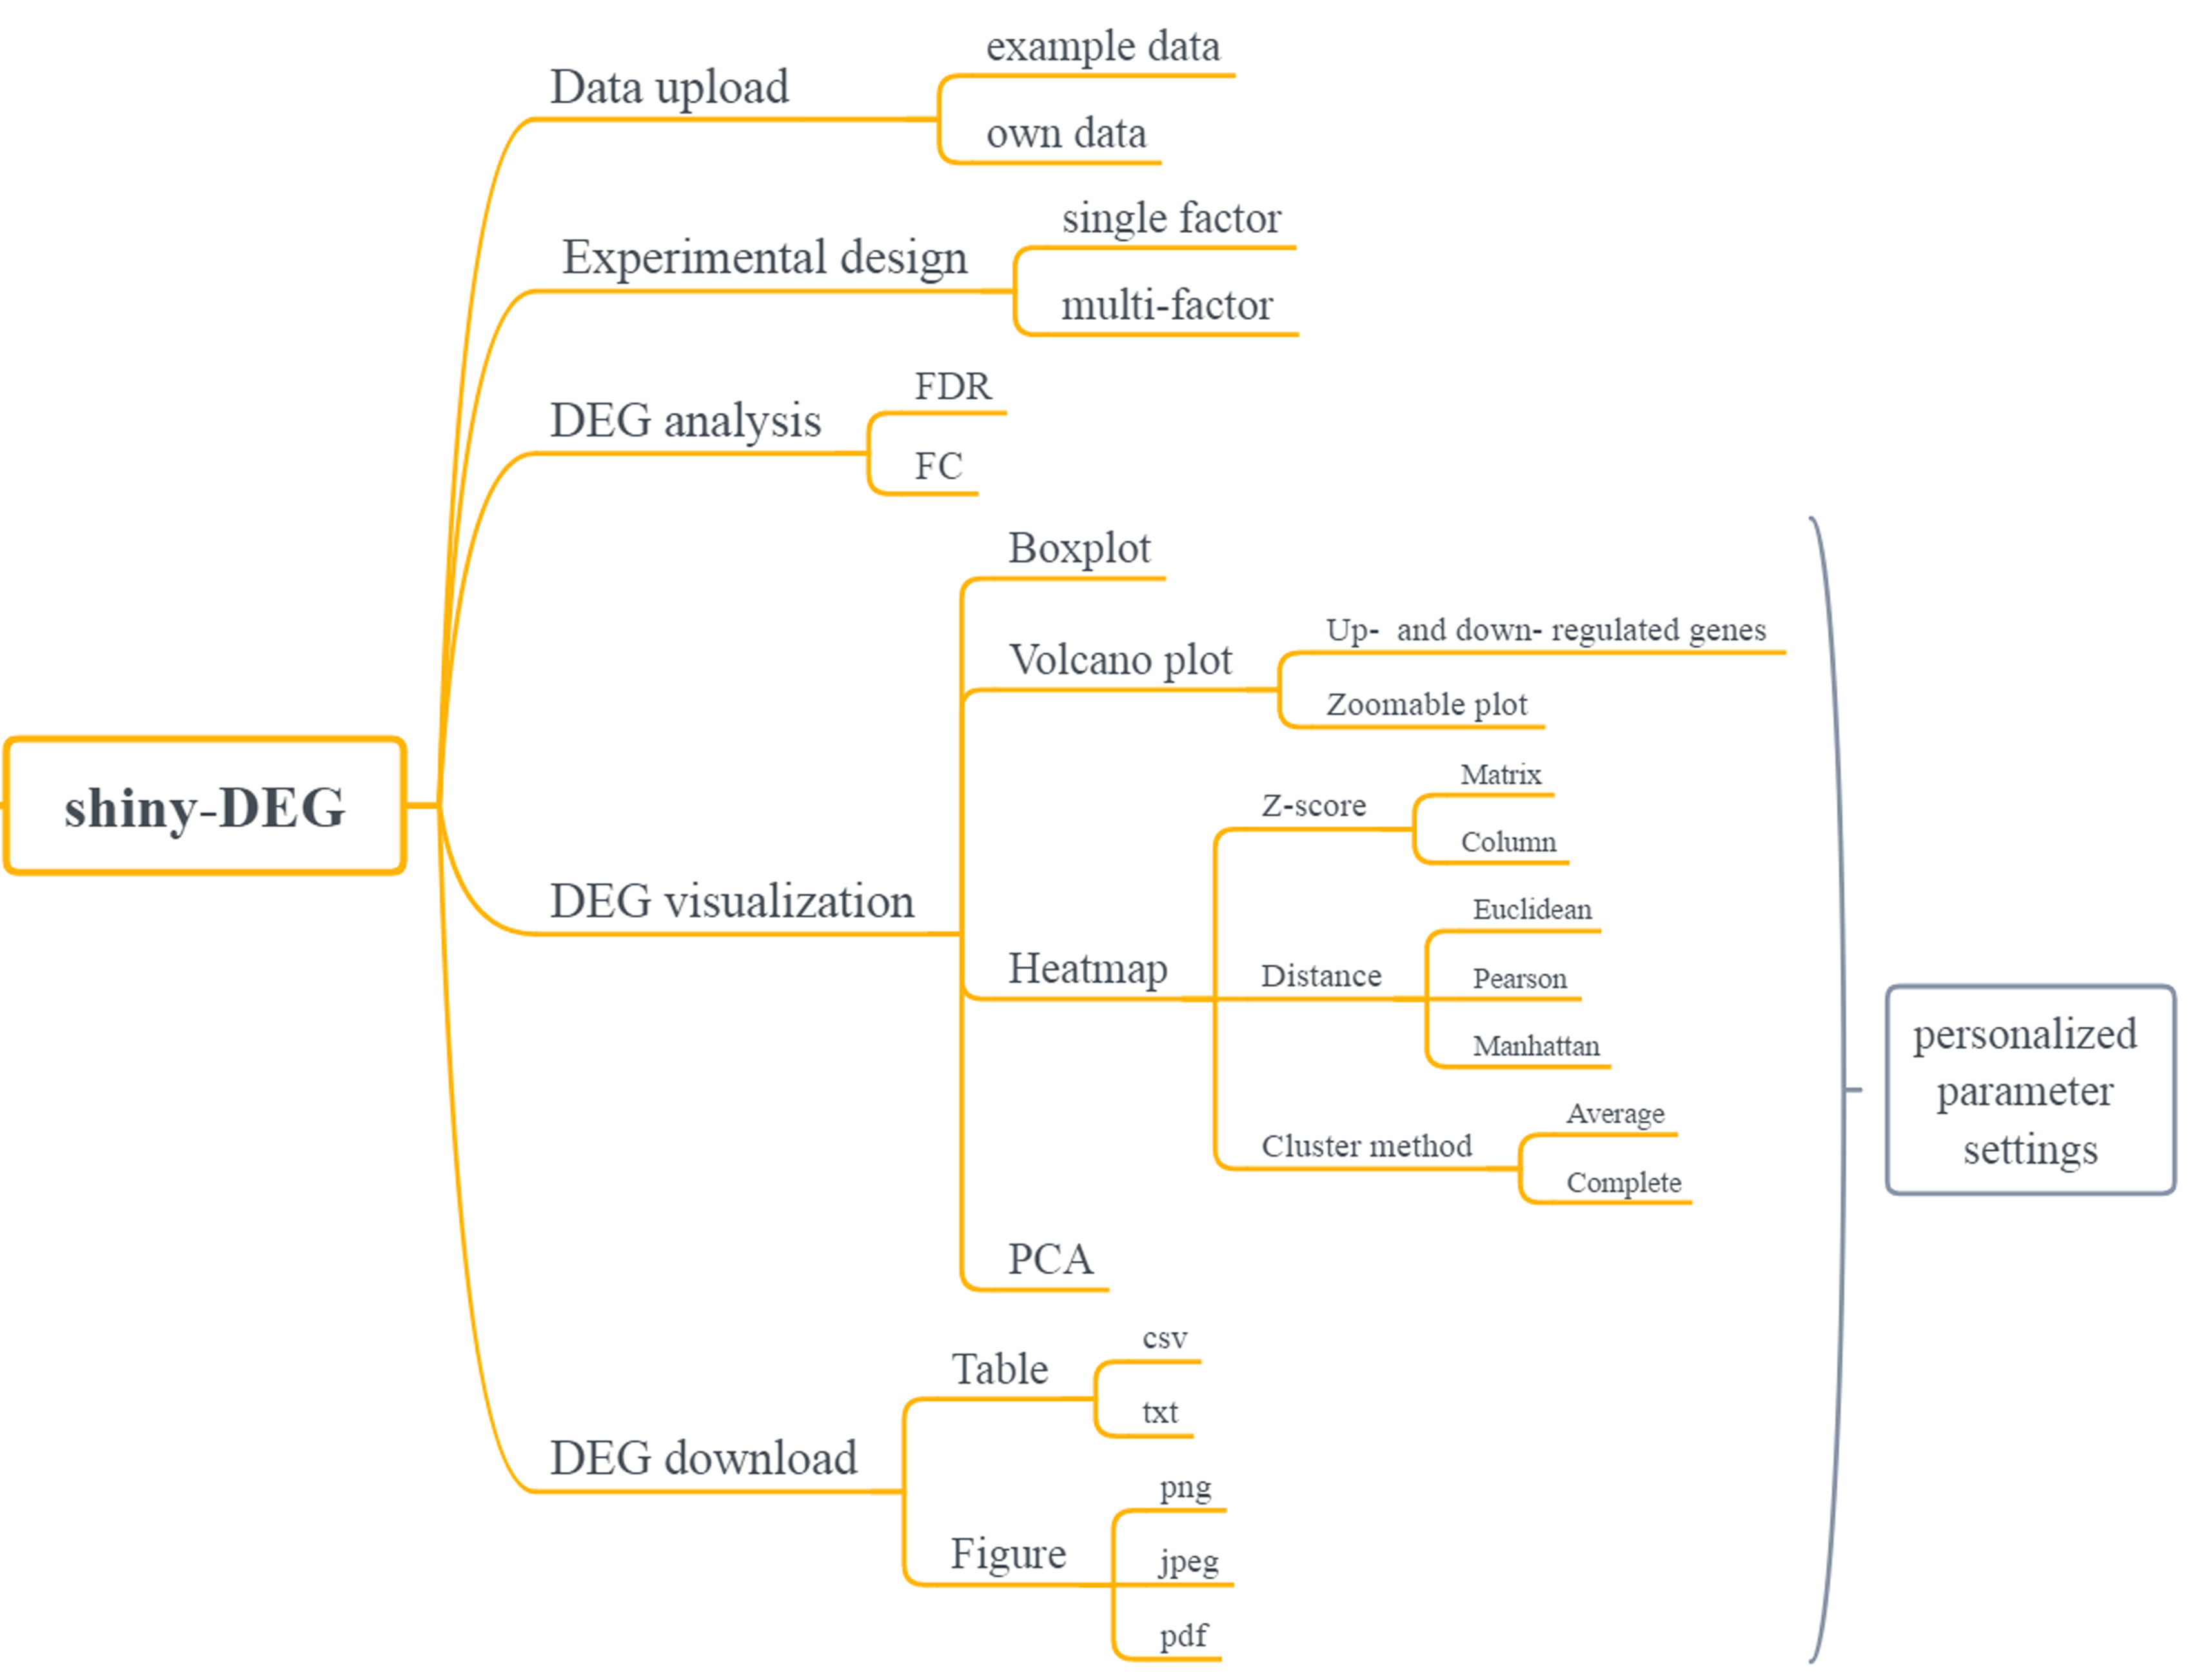 example data
Data upload
own data
single factor
Experimental design
multi-factor
FDR
DEG analysis
FC
Boxplot
Up-  and down- regulated genes
Volcano plot
Zoomable plot
Matrix
Z-score
shiny-DEG
Column
DEG visualization
Euclidean
Heatmap
Distance
Pearson
Manhattan
personalized
parameter
settings
Average
Cluster method
Complete
PCA
csv
Table
txt
DEG download
png
Figure
jpeg
pdf